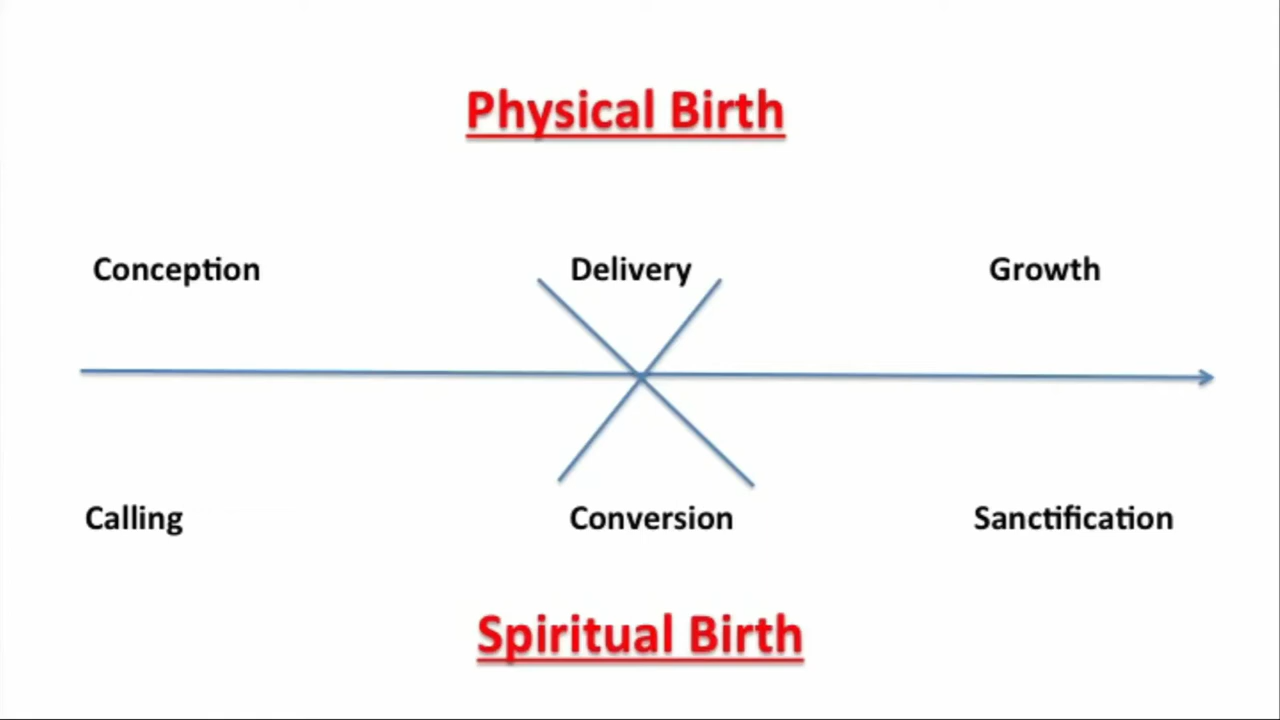 Physical Birth
Conception Delivery Growth
Calling Conversion Sanctification
Spiritual Birth